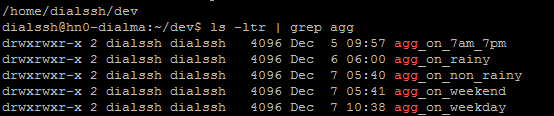 /home/dialssh/dev
dialssh@hn0-dialma:~/dev$ ls -ltr | grep agg
drwxrwxr-x 2 dialssh dialssh    4096 Dec  5 09:57 agg_on_7am_7pm
drwxrwxr-x 2 dialssh dialssh    4096 Dec  6 06:00 agg_on_rainy
drwxrwxr-x 2 dialssh dialssh    4096 Dec  7 05:40 agg_on_non_rainy
drwxrwxr-x 2 dialssh dialssh    4096 Dec  7 05:41 agg_on_weekend
drwxrwxr-x 2 dialssh dialssh    4096 Dec  7 10:38 agg_on_weekday